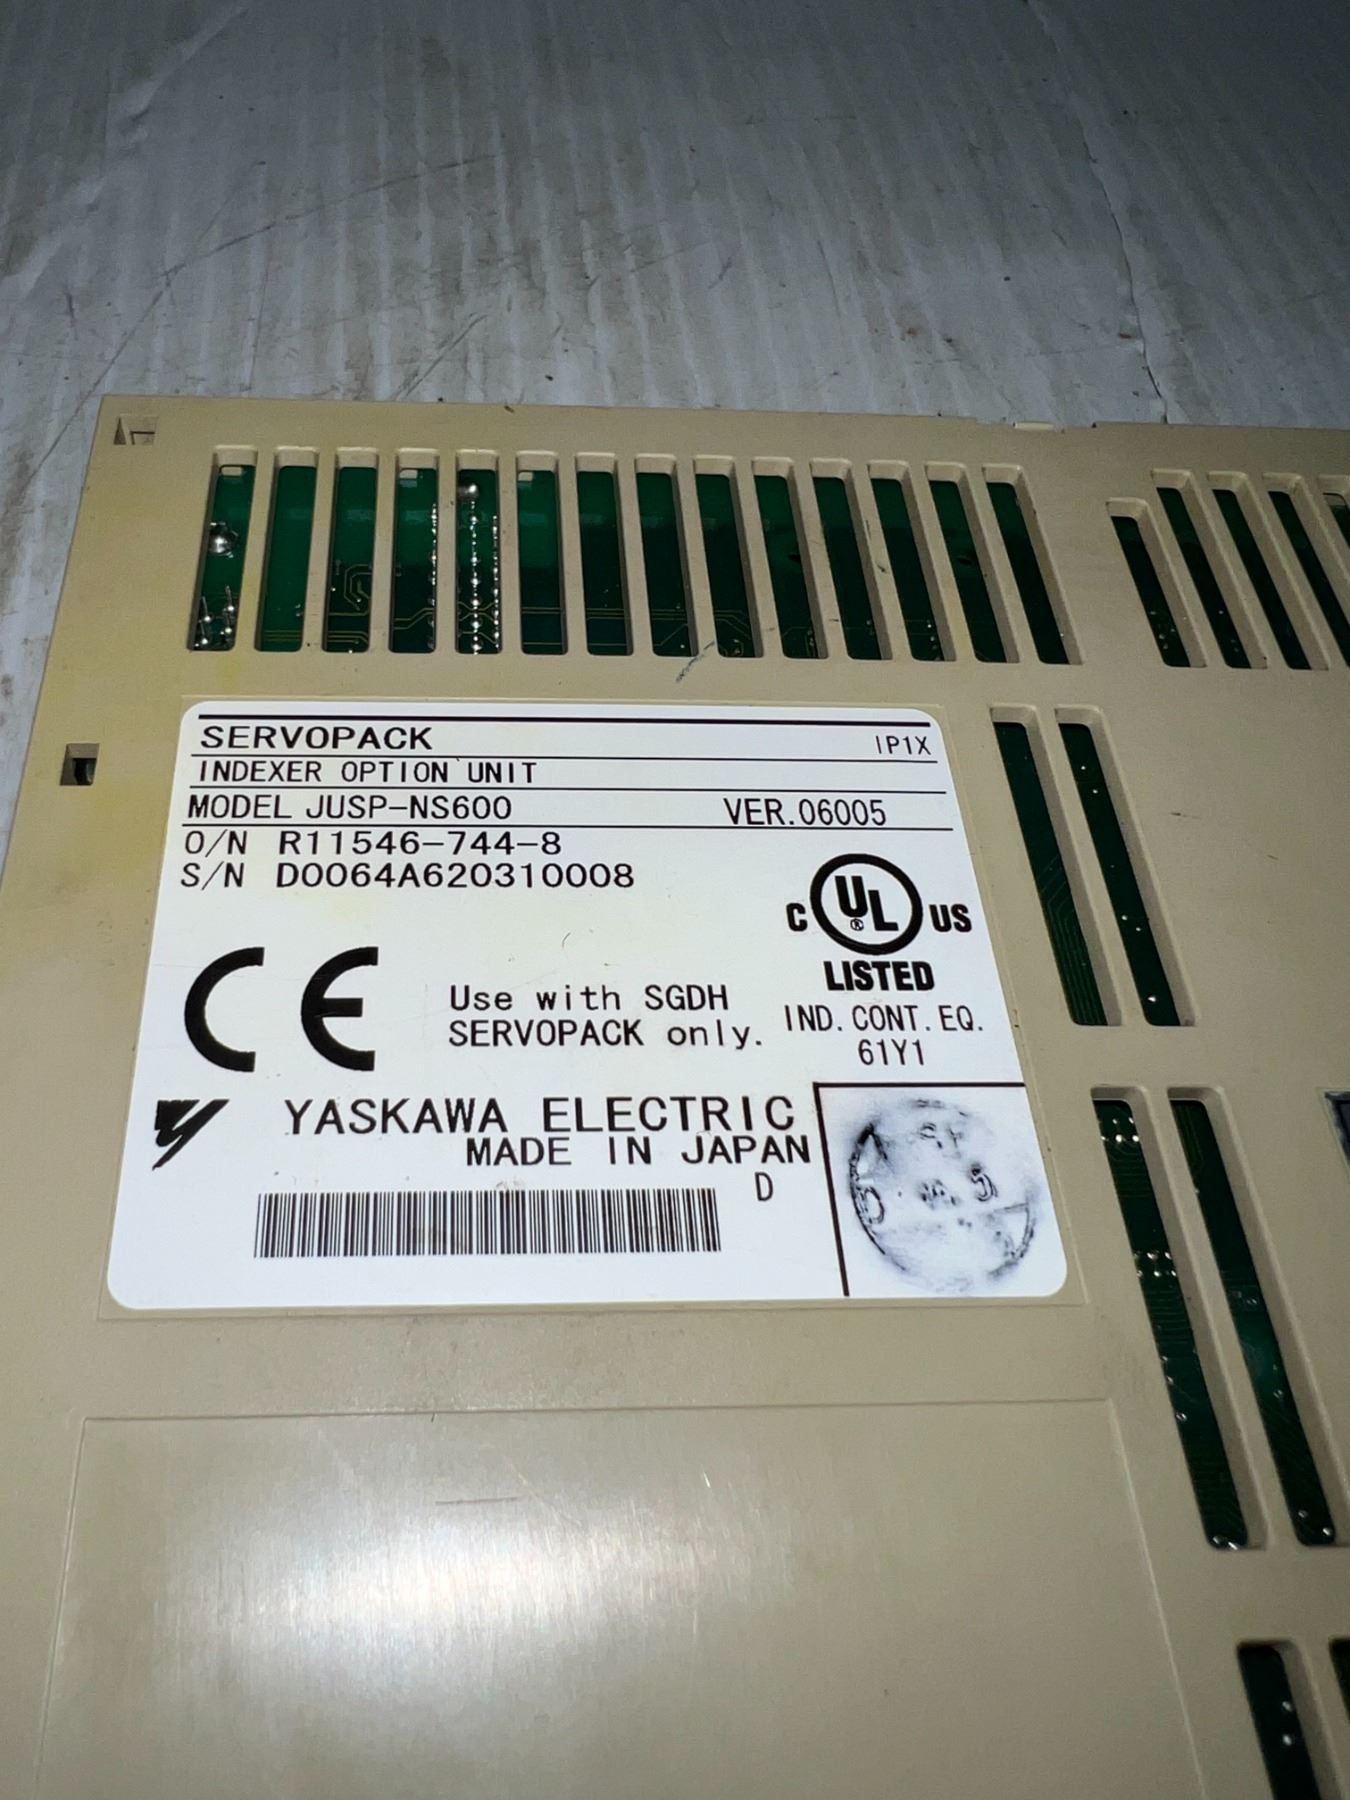 SERVOPACK IP1X
INDEXER OPTION UNIT
MODEL JUSP-NS600 VER.06005
O/N R11546-744-8
S/N D0064A620310008
C UL ® US
LISTED
IND. CONT. EQ.
61Y1
CE
Use with SGDH
SERVOPACK only.
YASKAWA ELECTRIC
MADE IN JAPAN
D